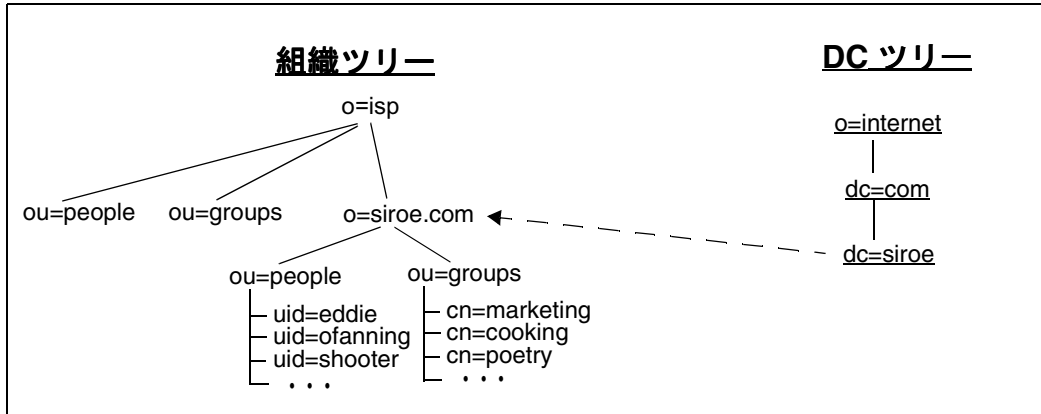 組織ツリー
o=isp
ou=people
ou=groups
o=siroe.com
ou=people
uid=eddie
uid=ofanning
uid=shooter
・・・
ou=groups
cn=marketing
cn=cooking
cn=poetry
・・・
DC ツリー
o=internet
dc=com
dc=siroe